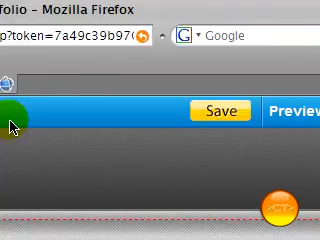 folio – Mozilla Firefox
p?token=7a49c39b97
Google
Save
Preview